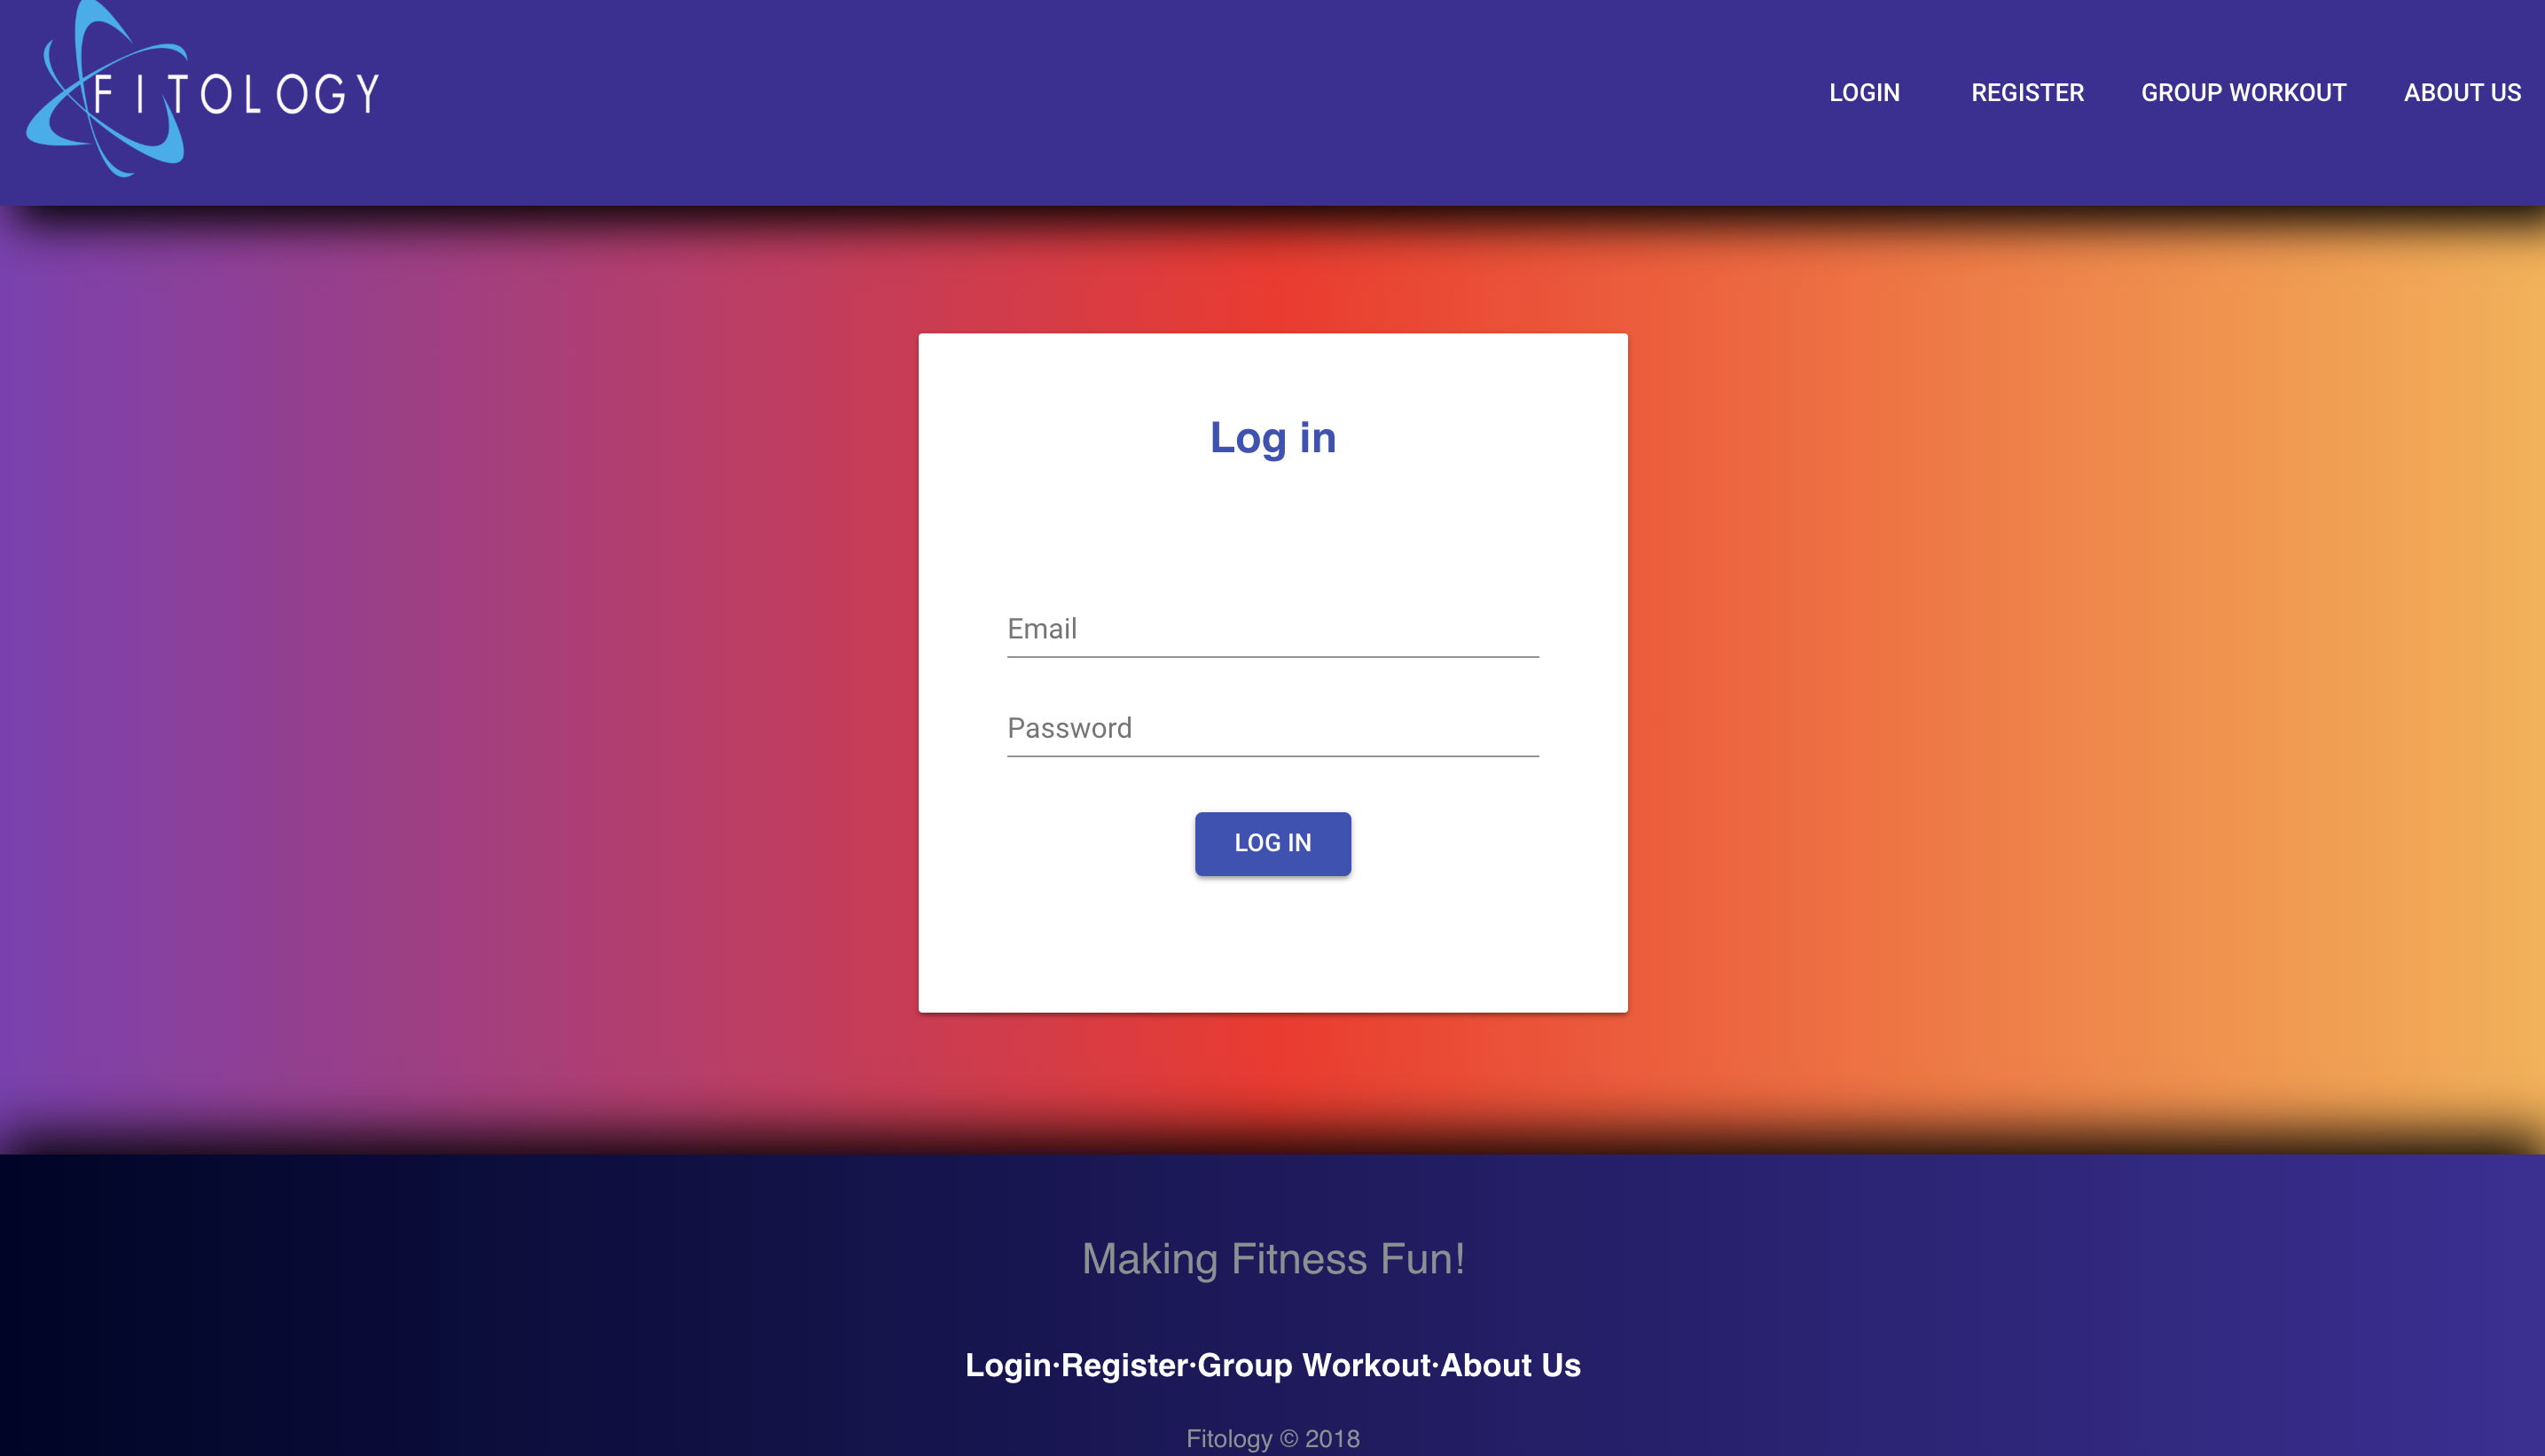 FITOLOGY
LOGIN REGISTER GROUP WORKOUT ABOUT US
Log in
Email
Password
LOG IN
Making Fitness Fun!
Login·Register·Group Workout·About Us
Fitology © 2018